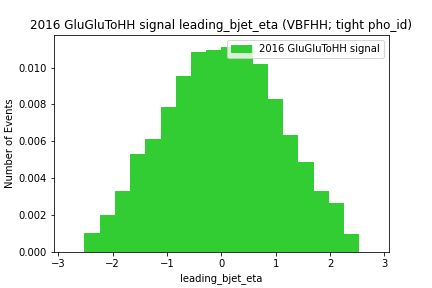 2016 GluGluToHH signal leading_bjet_eta (VBFHH; tight pho_id)
2016 GluGluToHH signal
0.010
0.008
0.006
0.004
0.002
0.000
Number of Events
−3 −2 −1 0 1 2 3
leading_bjet_eta